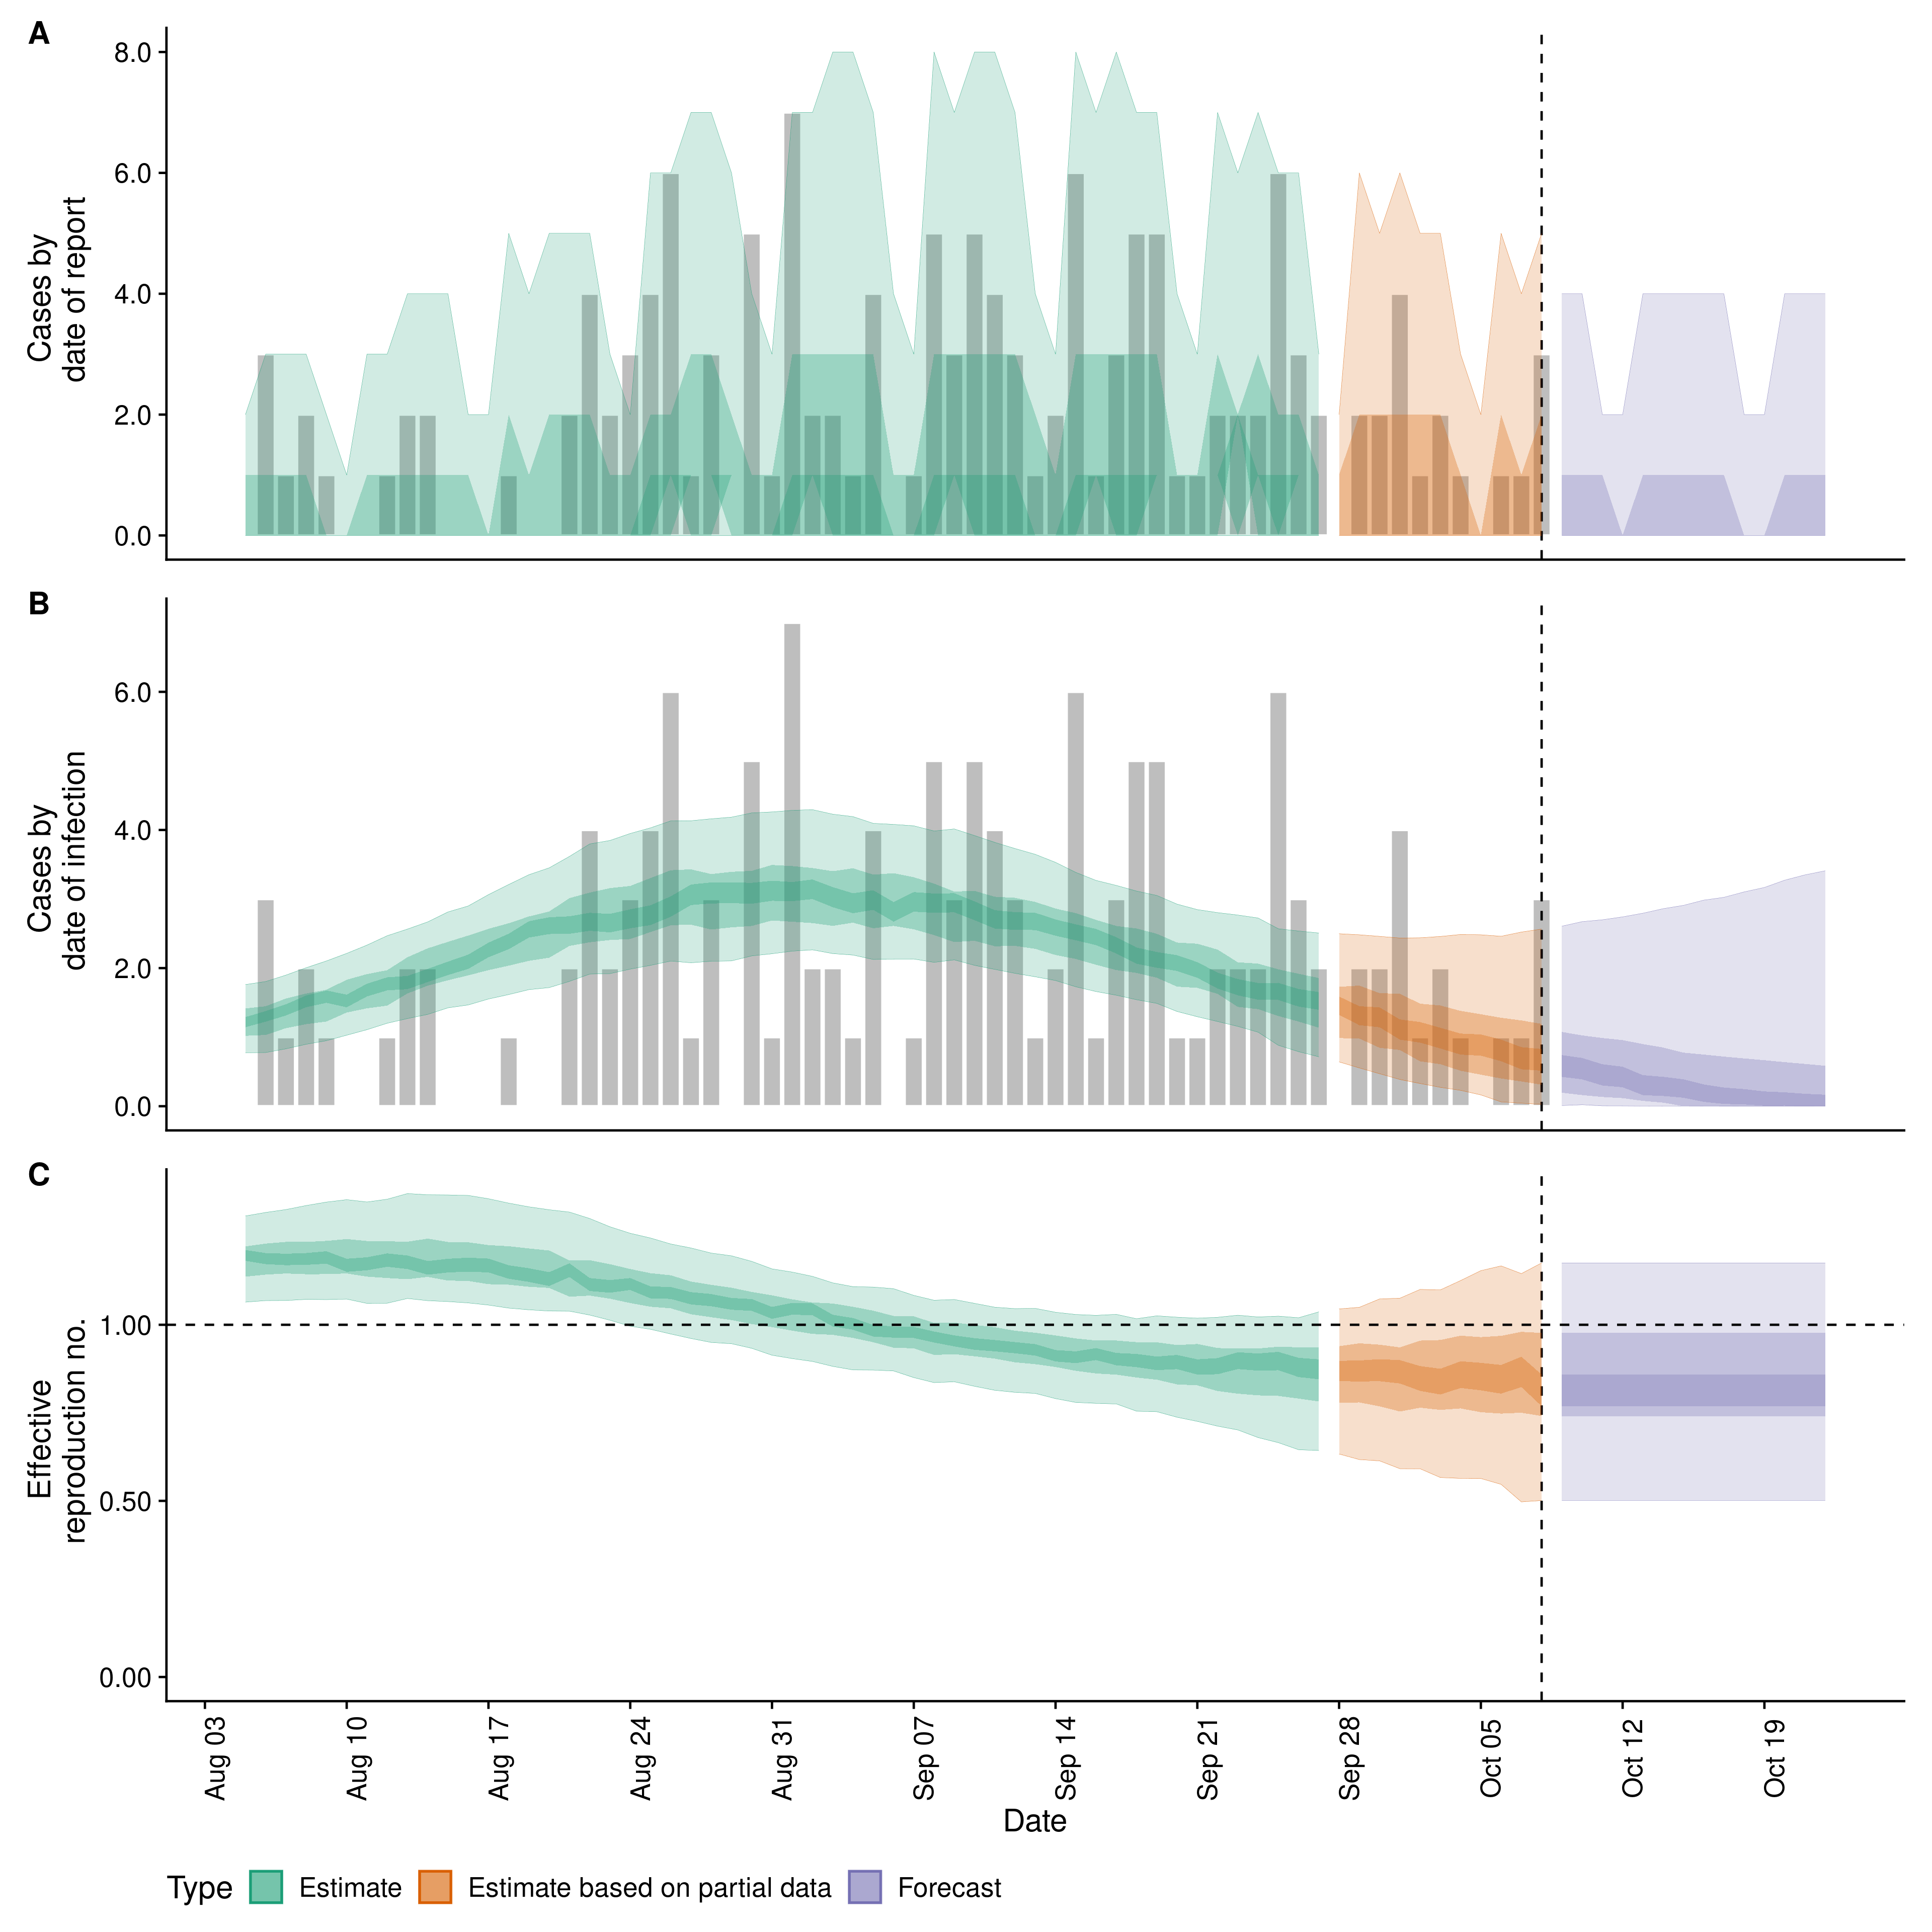 A
8.0
6.0
4.0
2.0
0.0
Cases by
date of report
B
6.0
4.0
2.0
0.0
Cases by
date of infection
C
1.00
0.50
0.00
Effective
reproduction no.
Aug 03
Aug 10
Aug 17
Aug 24
Aug 31
Sep 07
Sep 14
Sep 21
Sep 28
Oct 05
Oct 12
Oct 19
Date
Type Estimate Estimate based on partial data Forecast